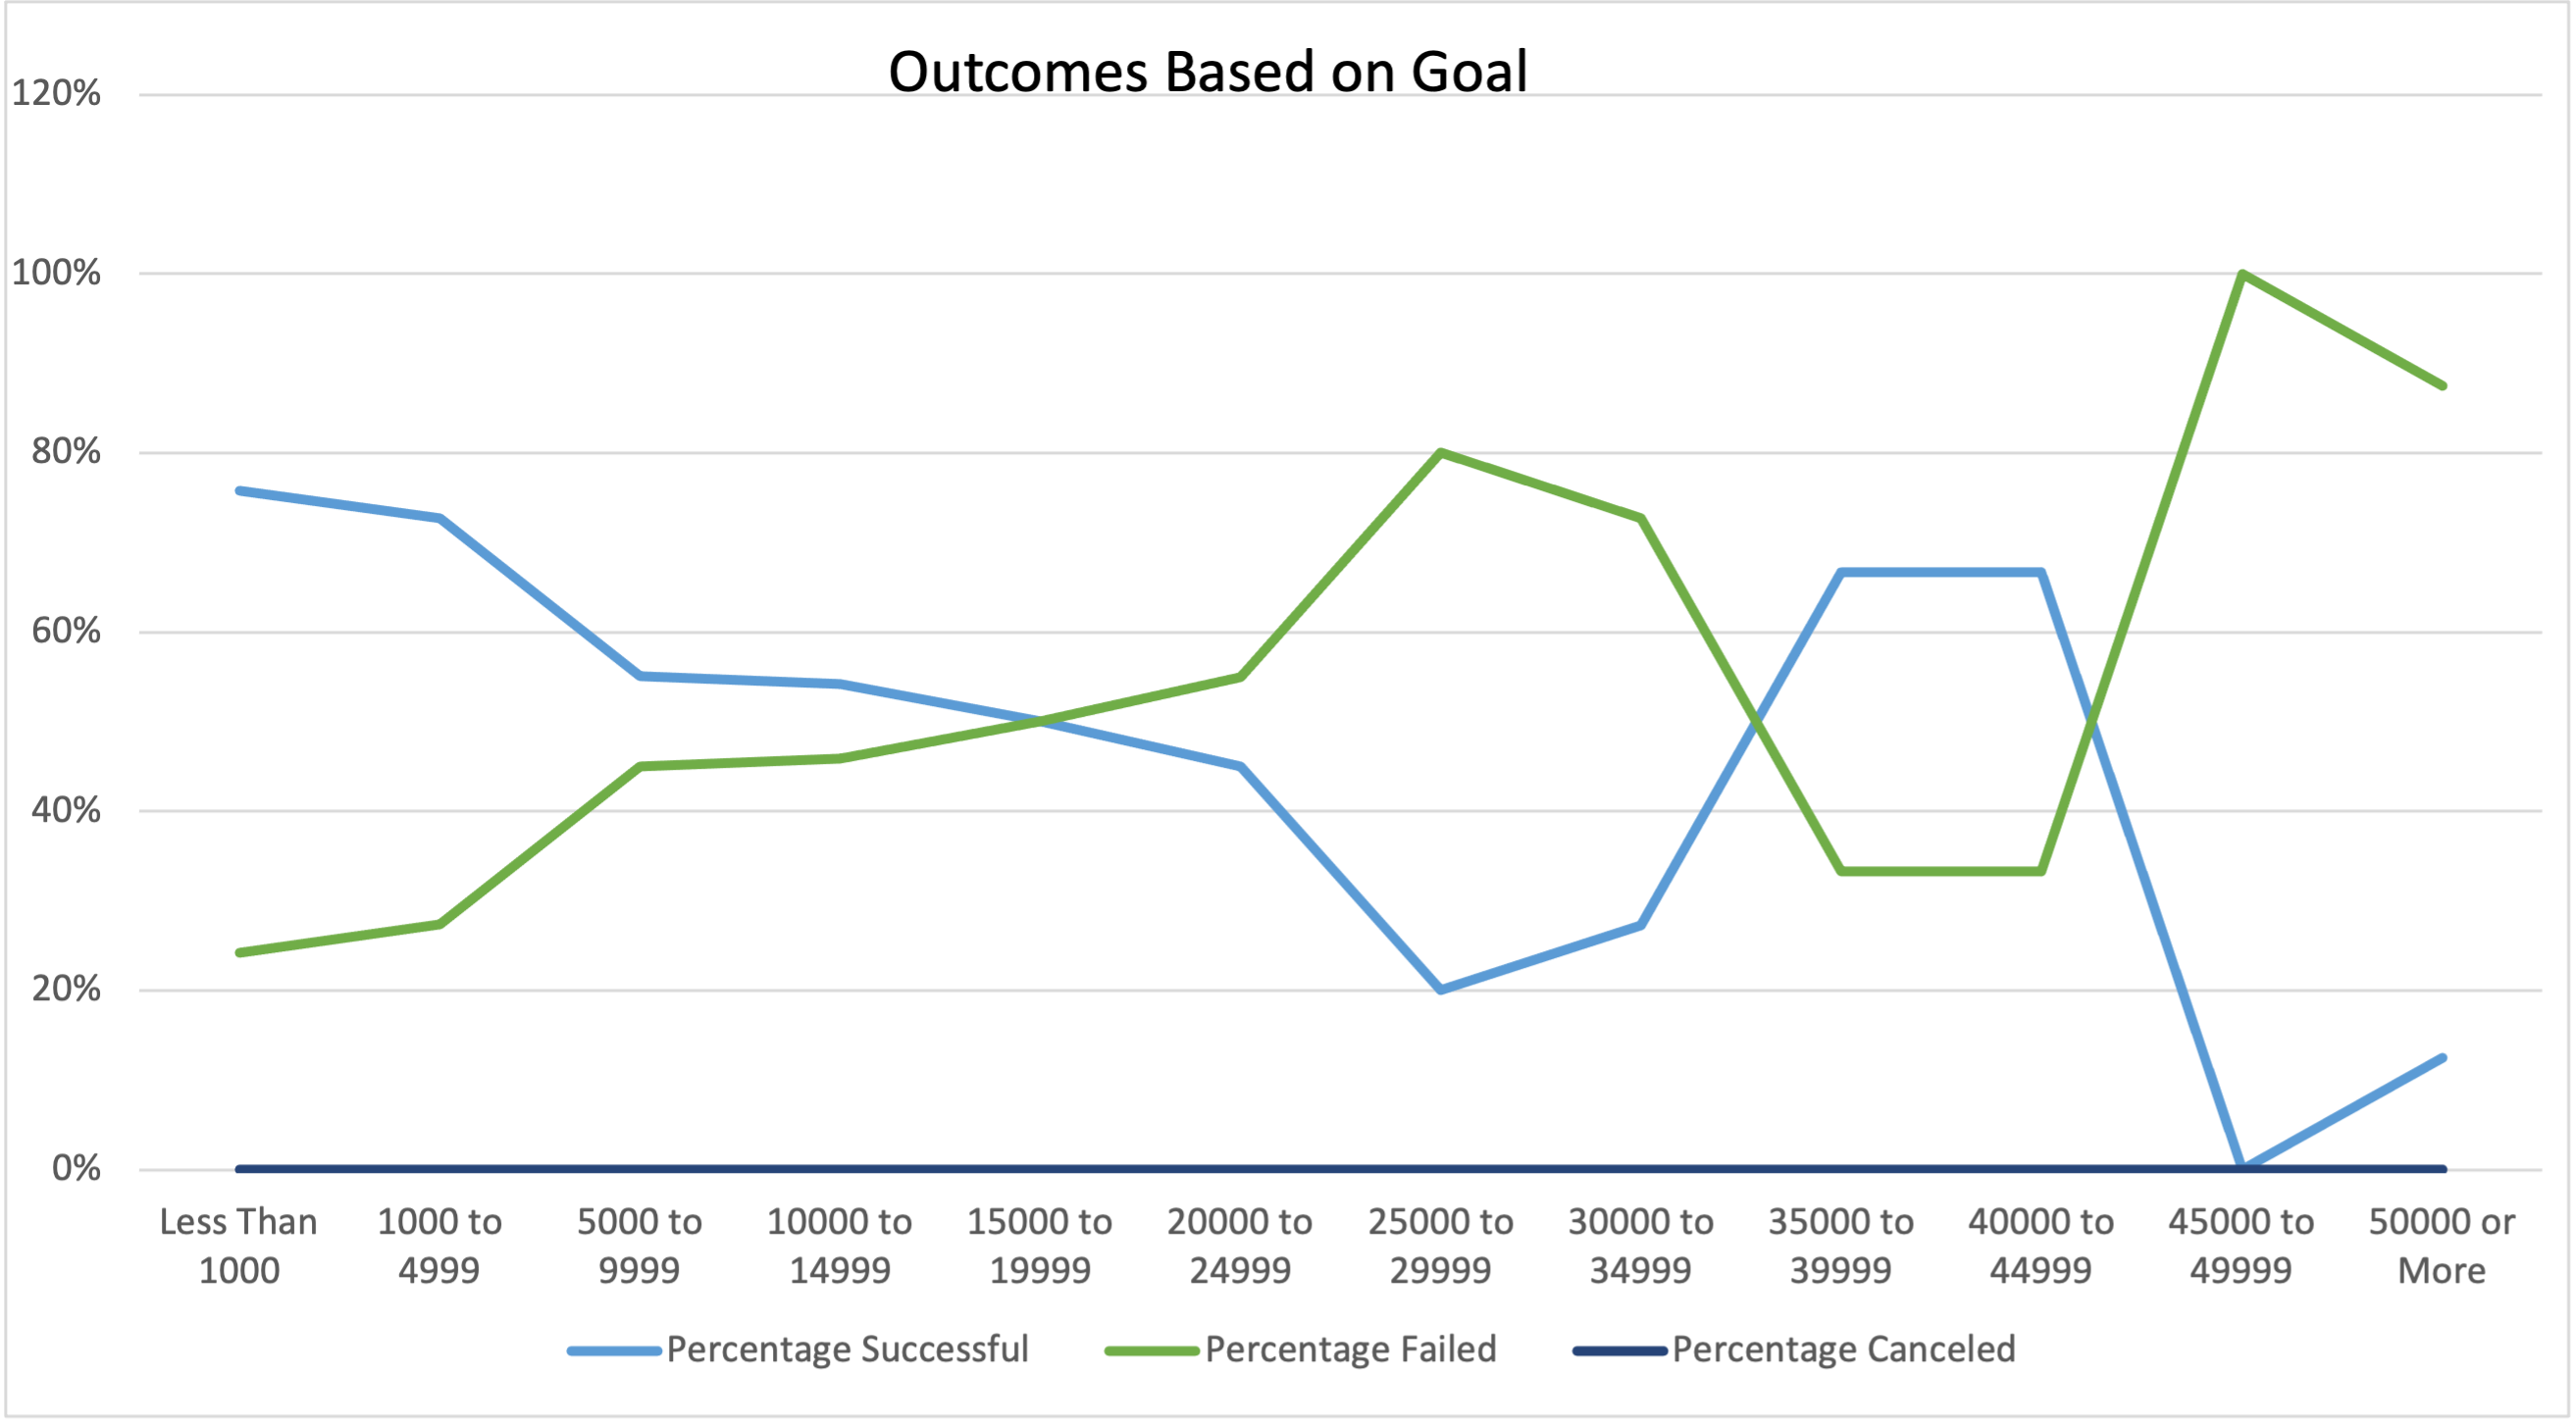 Outcomes Based on Goal
120%
100%
80%
60%
40%
20%
0%
Less Than 1000
1000 to 4999
5000 to 9999
10000 to 14999
15000 to 19999
20000 to 24999
25000 to 29999
30000 to 34999
35000 to 39999
40000 to 44999
45000 to 49999
50000 or More
Percentage Successful
Percentage Failed
Percentage Canceled